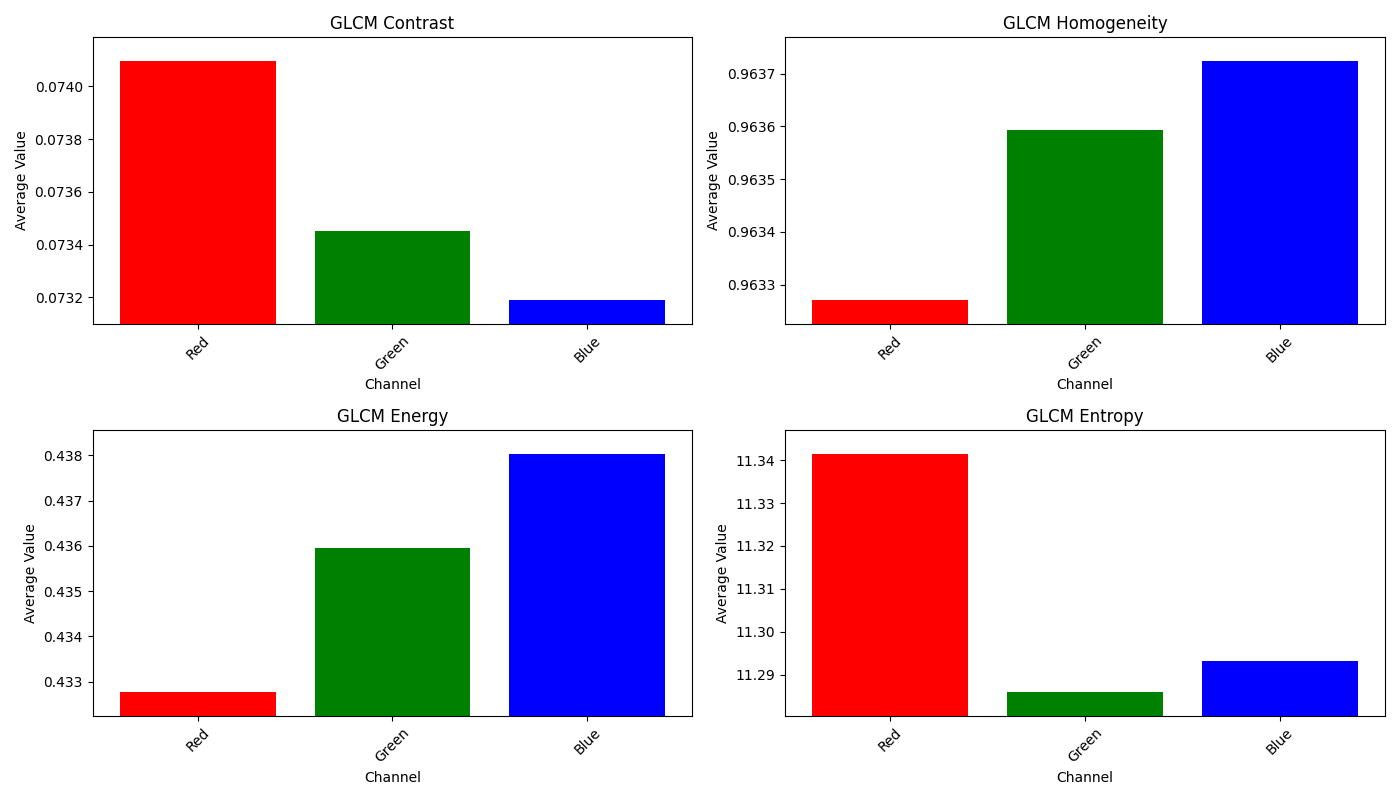 GLCM Contrast
Average Value
0.0740
0.0738
0.0736
0.0734
0.0732
Red
Green
Blue
Channel
GLCM Homogeneity
Average Value
0.9637
0.9636
0.9635
0.9634
0.9633
Red
Green
Blue
Channel
GLCM Energy
Average Value
0.438
0.437
0.436
0.435
0.434
0.433
Red
Green
Blue
Channel
GLCM Entropy
Average Value
11.34
11.33
11.32
11.31
11.30
11.29
Red
Green
Blue
Channel